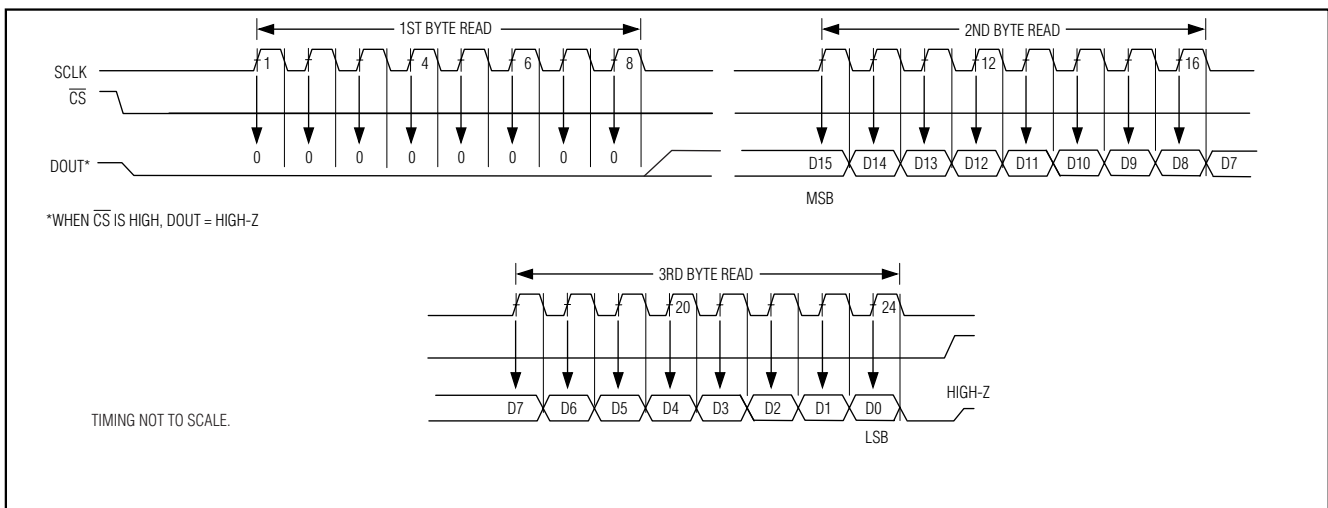 1ST BYTE READ 2ND BYTE READ
SCLK 1 4 6 8 12 16
CS
0 0 0 0 0 0 0 0
DOUT* D15 D14 D13 D12 D11 D10 D9 D8 D7
MSB
*WHEN CS IS HIGH, DOUT = HIGH-Z
3RD BYTE READ
20 24
HIGH-Z
D7 D6 D5 D4 D3 D2 D1 D0
TIMING NOT TO SCALE.
LSB